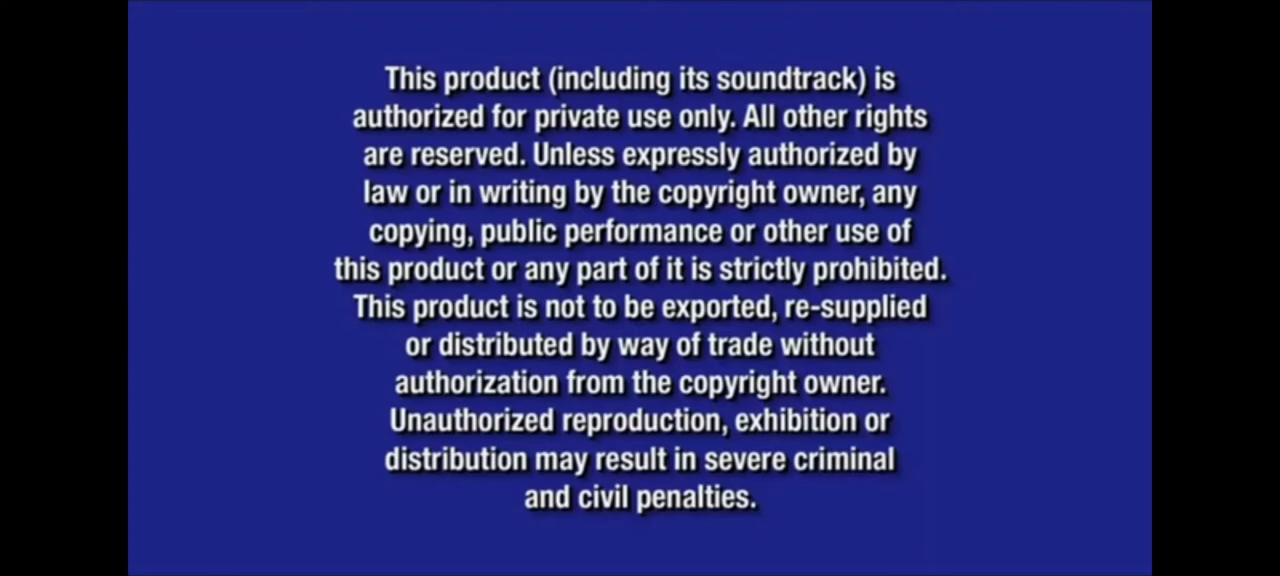 This product (including its soundtrack) is
authorized for private use only. All other rights
are reserved. Unless expressly authorized by
law or in writing by the copyright owner, any
copying, public performance or other use of
this product or any part of it is strictly prohibited.
This product is not to be exported, re-supplied
or distributed by way of trade without
authorization from the copyright owner.
Unauthorized reproduction, exhibition or
distribution may result in severe criminal
and civil penalties.